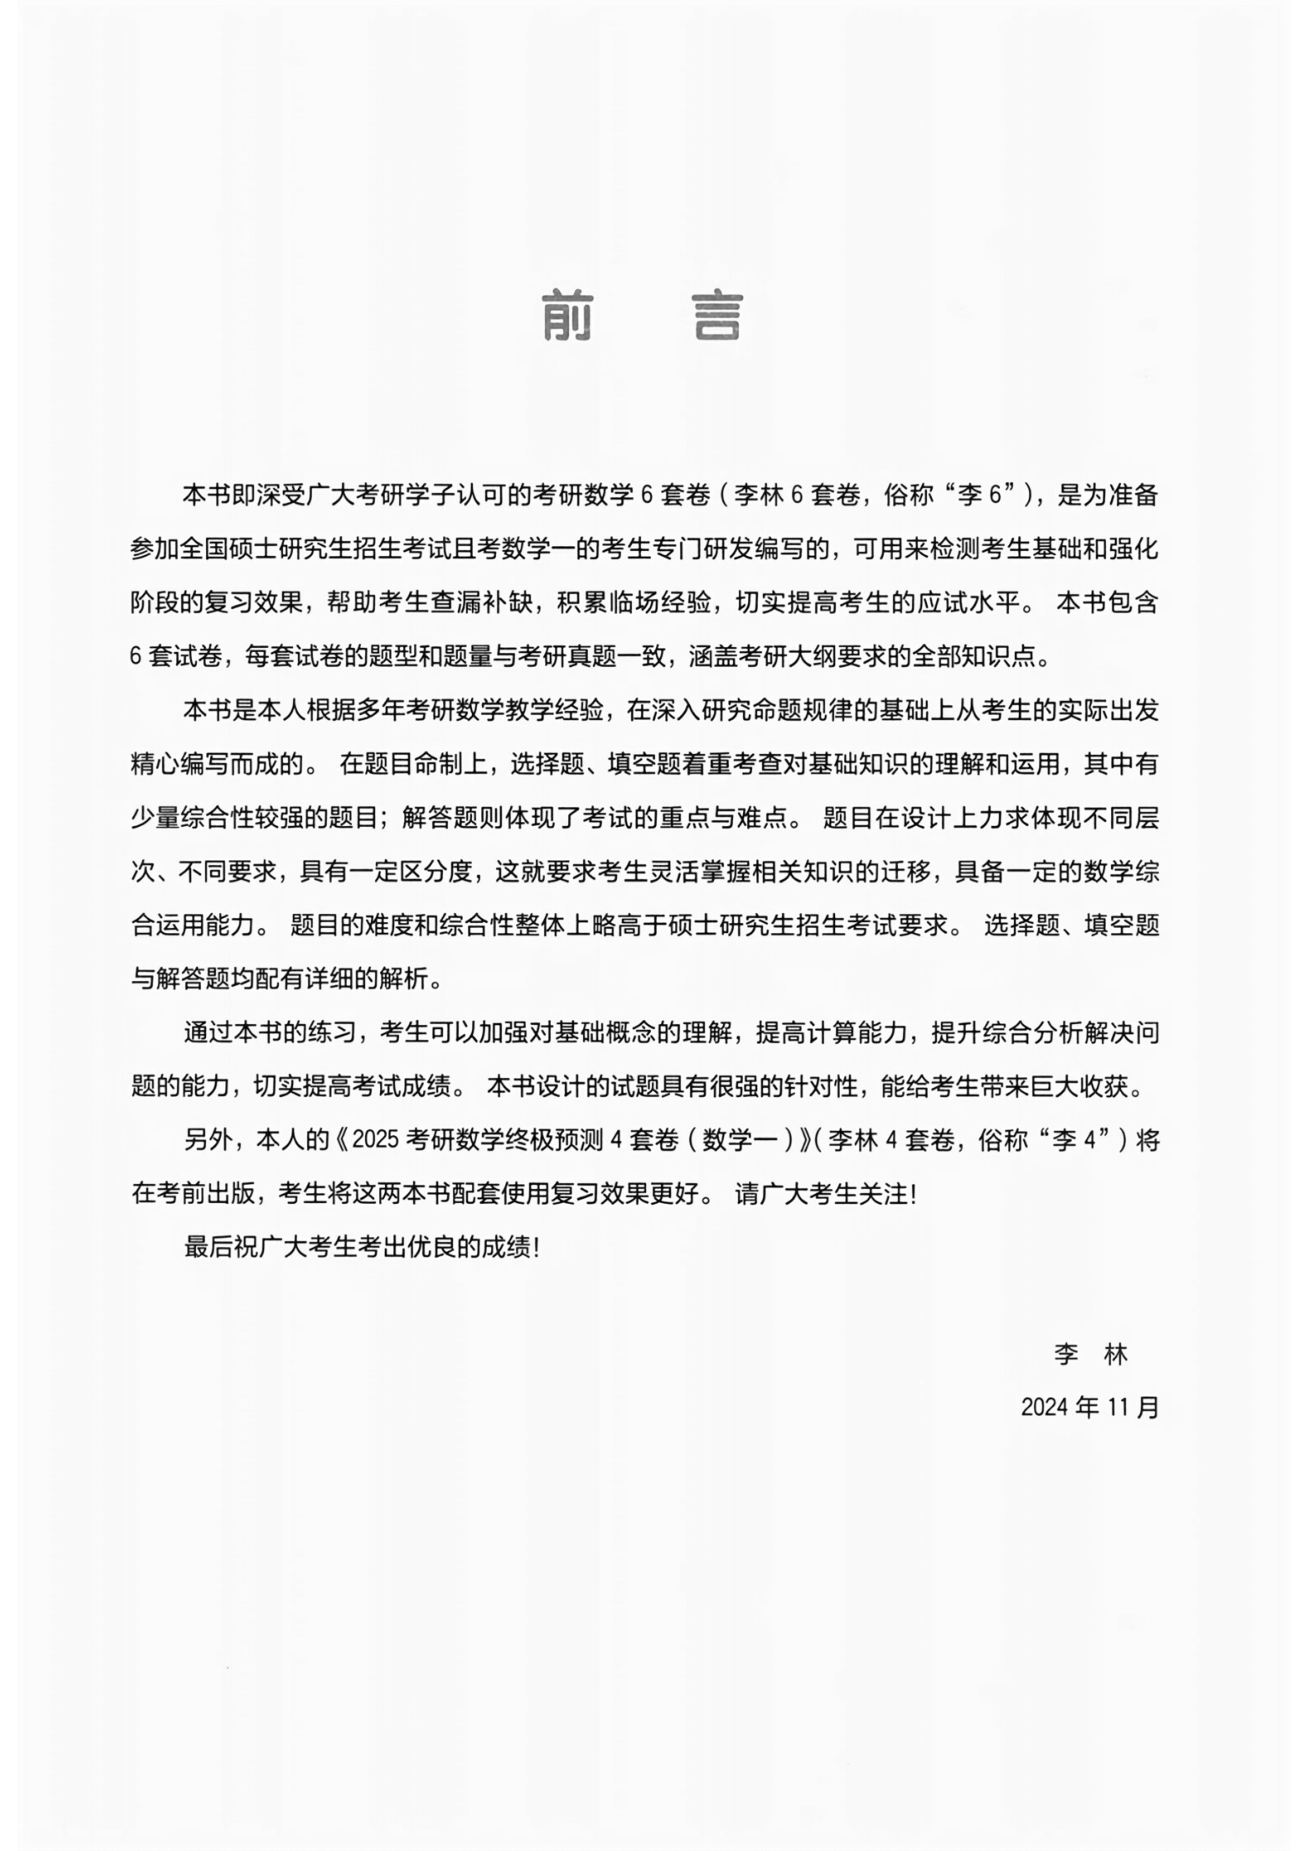 前 言
本书即深受广大考研学子认可的考研数学 6 套卷（李林 6 套卷，俗称“李 6”），是为准备
参加全国硕士研究生招生考试且考数学一的考生专门研发编写的，可用来检测考生基础和强化
阶段的复习效果，帮助考生查漏补缺，积累临场经验，切实提高考生的应试水平。 本书包含
6 套试卷，每套试卷的题型和题量与考研真题一致，涵盖考研大纲要求的全部知识点。
本书是本人根据多年考研数学教学经验，在深入研究命题规律的基础上从考生的实际出发
精心编写而成的。 在题目命制上，选择题、填空题着重考查对基础知识的理解和运用，其中有
少量综合性较强的题目；解答题则体现了考试的重点与难点。 题目在设计上力求体现不同层
次、不同要求，具有一定区分度，这就要求考生灵活掌握相关知识的迁移，具备一定的数学综
合运用能力。 题目的难度和综合性整体上略高于硕士研究生招生考试要求。 选择题、填空题
与解答题均配有详细的解析。
通过本书的练习，考生可以加强对基础概念的理解，提高计算能力，提升综合分析解决问
题的能力，切实提高考试成绩。 本书设计的试题具有很强的针对性，能给考生带来巨大收获。
另外，本人的《2025 考研数学终极预测 4 套卷（数学一）》（李林 4 套卷，俗称“李 4”）将
在考前出版，考生将这两本书配套使用复习效果更好。 请广大考生关注！
最后祝广大考生考出优良的成绩！
李 林
2024 年 11 月